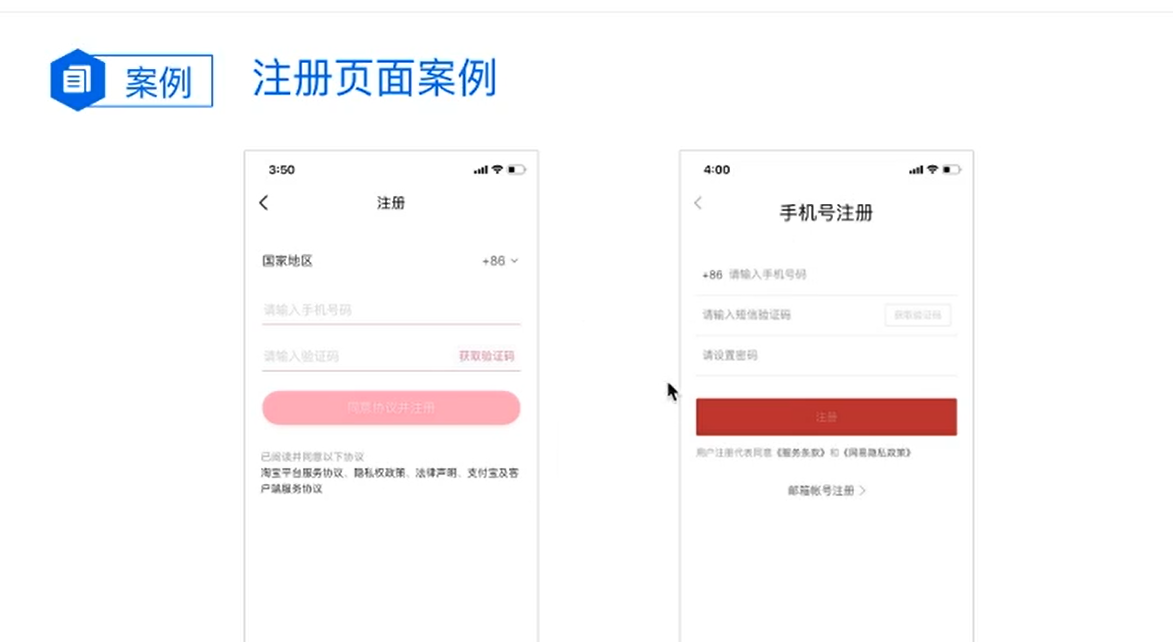 案例
注册页面案例
3:50
注册
国家地区 +86
请输入手机号码
请输入验证码 获取验证码
同意协议并注册
已阅读并同意以下协议
淘宝平台服务协议、隐私权政策、法律声明、支付宝及客
户端服务协议
4:00
手机号注册
+86 请输入手机号码
请输入短信验证码 获取验证码
请设置密码
注册
用户注册代表同意《服务条款》和《网易隐私政策》
邮箱帐号注册